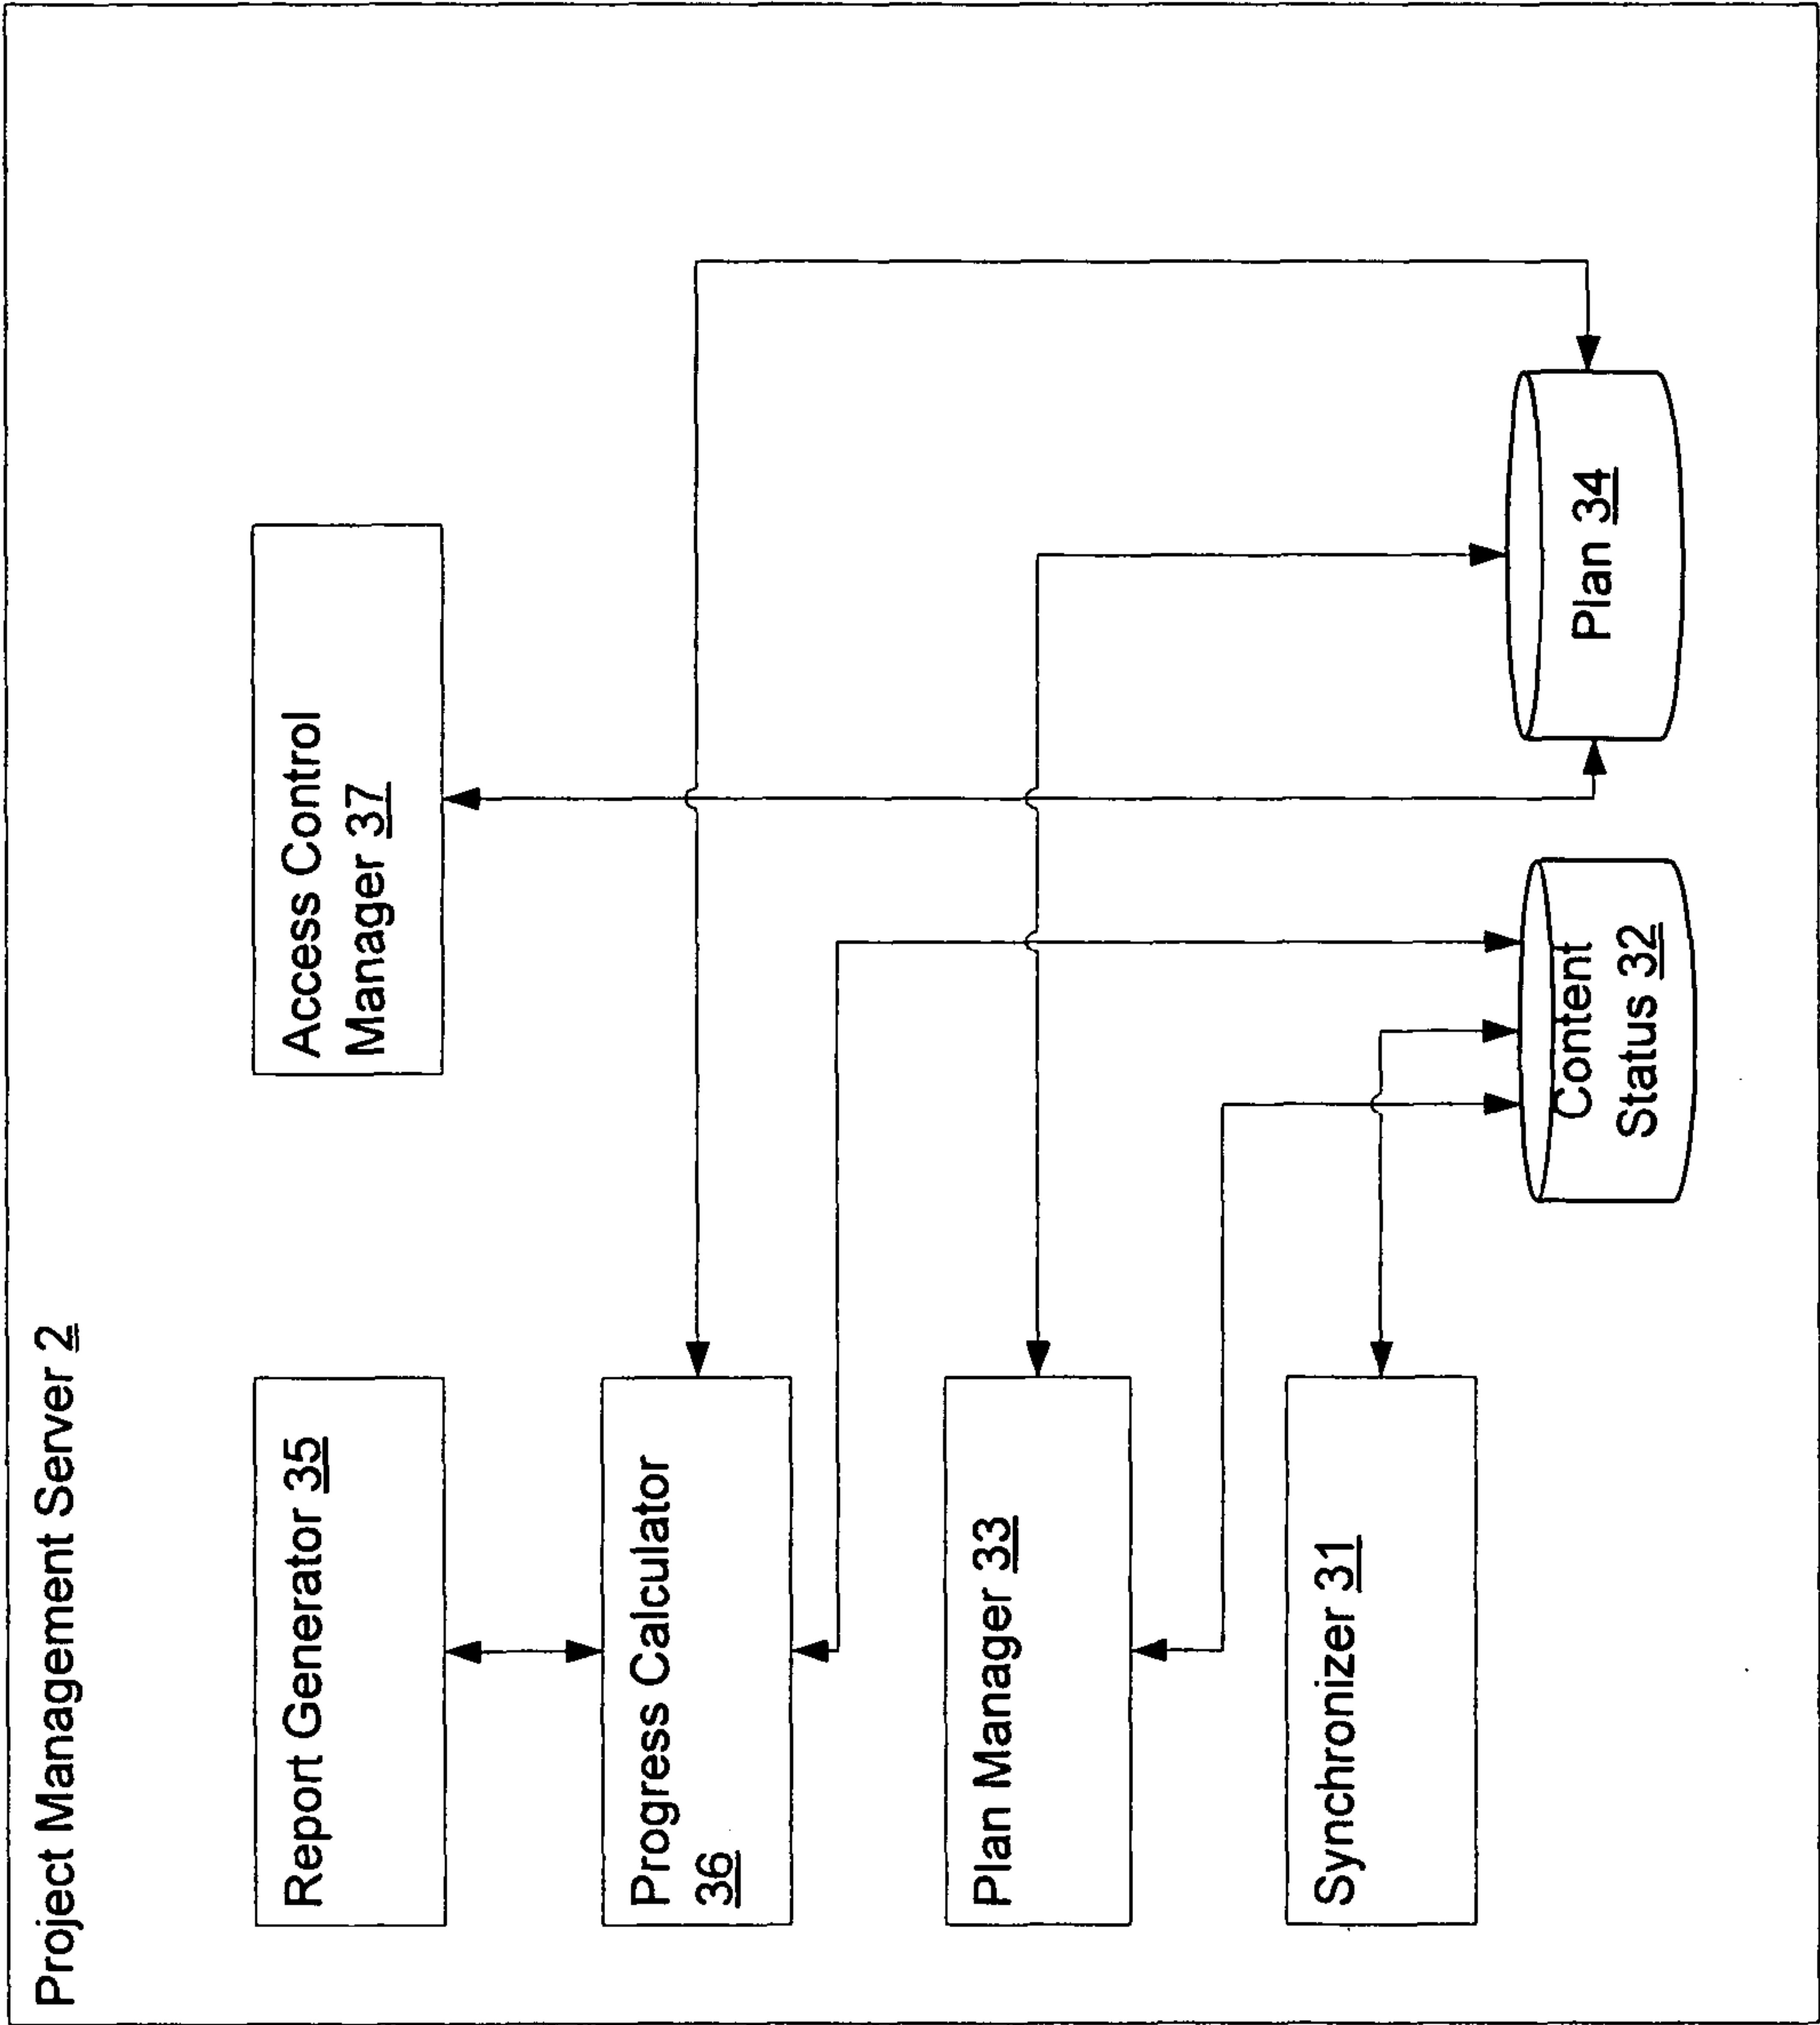 Project Management Server 2
Report Generator 35
Access Control
Manager 37
Progress Calculator
36
Plan Manager 33
Synchronizer 31
Content
Status 32
Plan 34